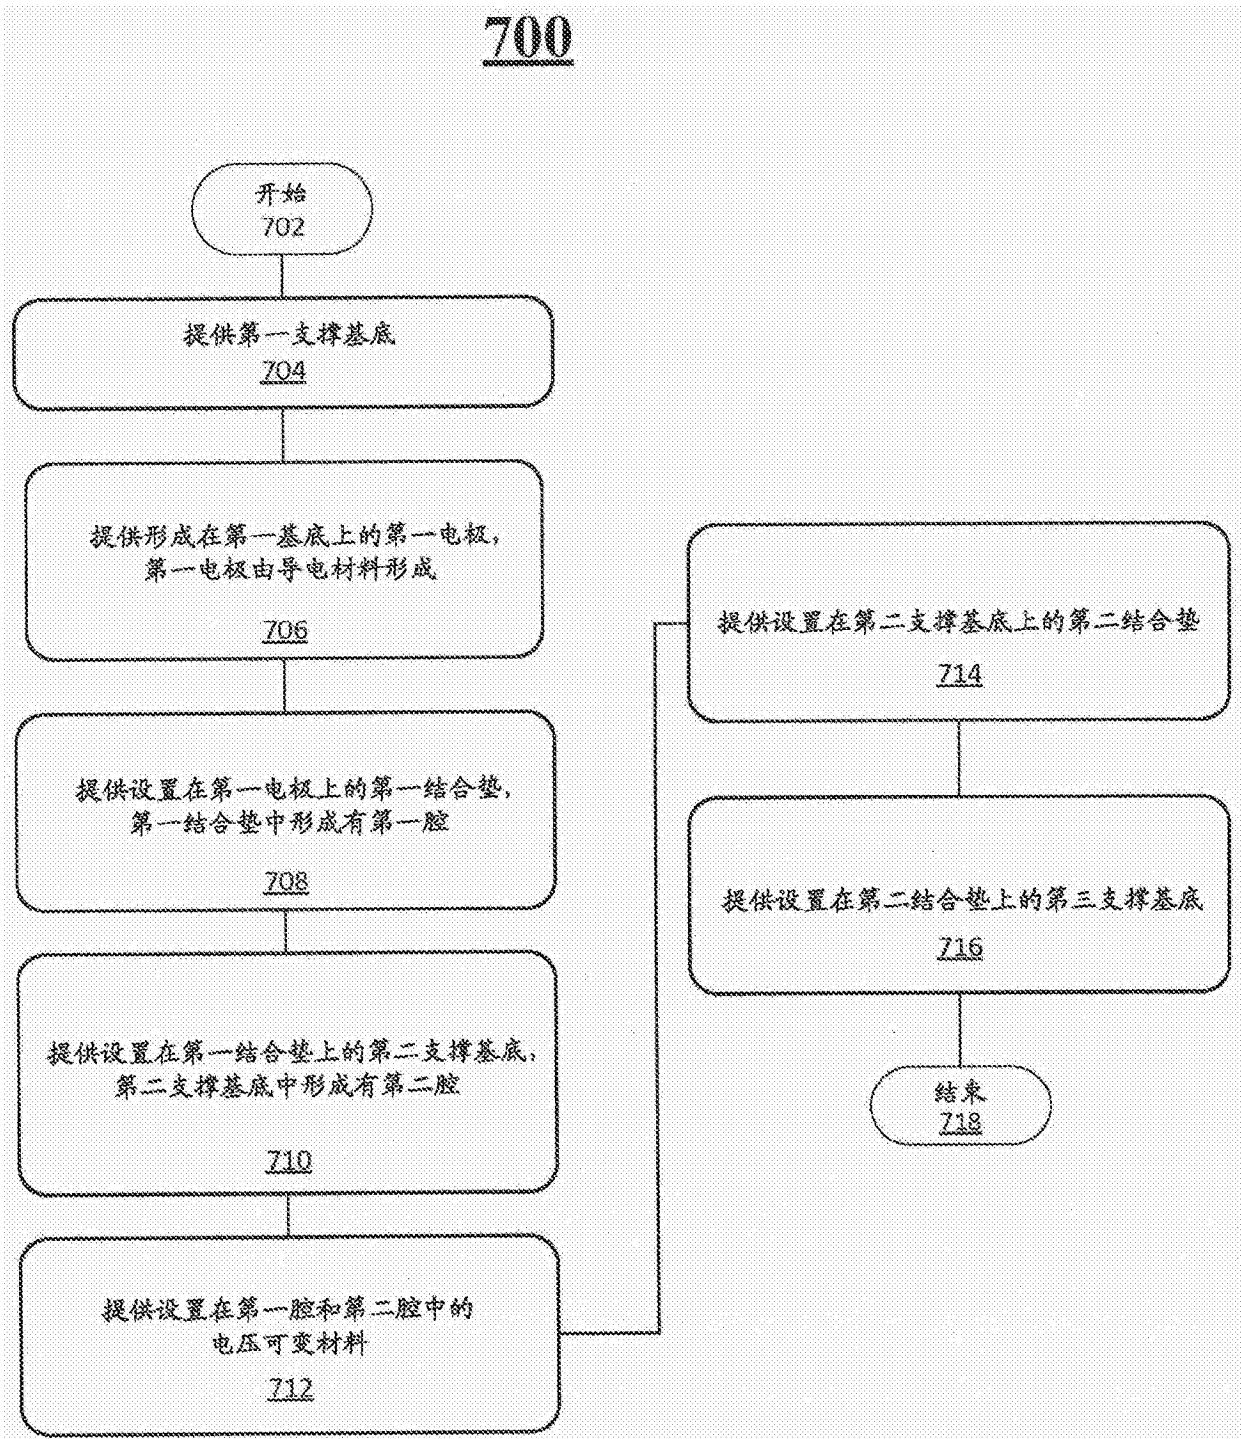 700
开始
702
提供第一支撑基底
704
提供形成在第一基底上的第一电极，
第一电极由导电材料形成
706
提供设置在第一电极上的第一结合垫，
第一结合垫中形成有第一腔
708
提供设置在第一结合垫上的第二支撑基底，
第二支撑基底中形成有第二腔
710
提供设置在第一腔和第二腔中的
电压可变材料
712
提供设置在第二支撑基底上的第二结合垫
714
提供设置在第二结合垫上的第三支撑基底
716
结束
718